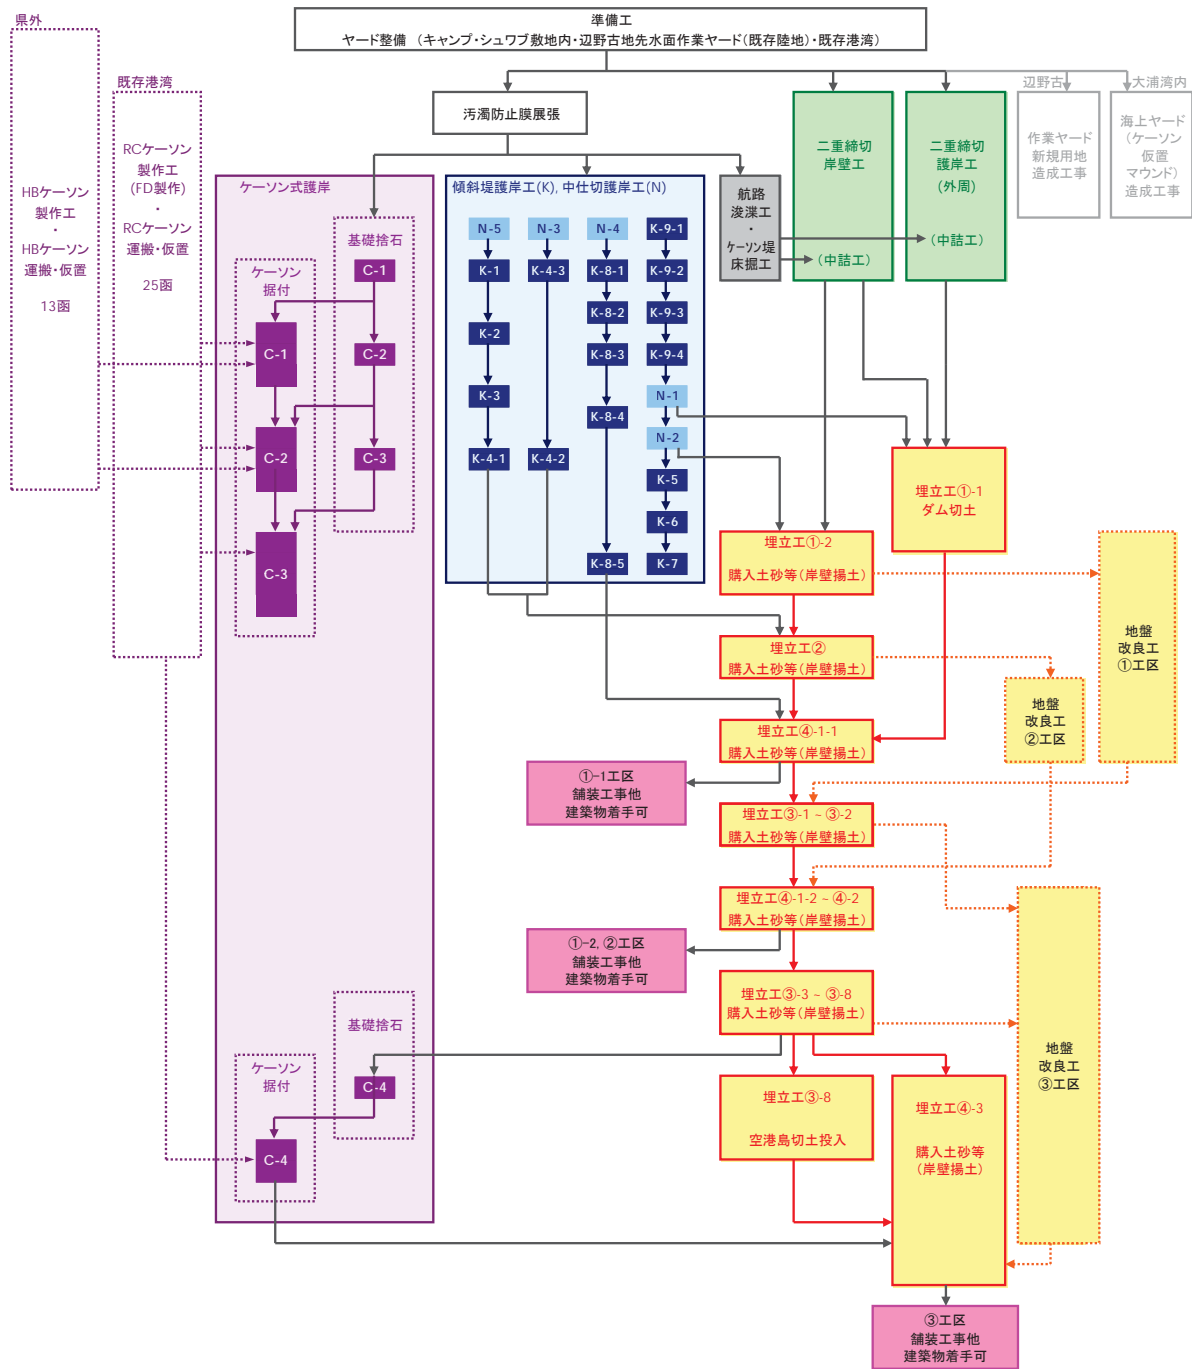 準備工
ヤード整備 （キャンプ・シュワブ敷地内・辺野古地先水面作業ヤード(既存陸地)・既存港湾）
県外
HBケーソン
製作工
・
HBケーソン
運搬・仮置
13函
既存港湾
RCケーソン
製作工
(FD製作)
・
RCケーソン
運搬・仮置
25函
汚濁防止膜展張
ケーソン式護岸
基礎捨石
C-1
C-2
C-3
ケーソン
据付
C-1
C-2
C-3
傾斜堤護岸工(K), 中仕切護岸工(N)
N-5
K-1
K-2
K-3
K-4-1
N-3
K-4-3
K-4-2
N-4
K-8-1
K-8-2
K-8-3
K-8-4
K-8-5
K-9-1
K-9-2
K-9-3
K-9-4
N-1
N-2
K-5
K-6
K-7
航路
浚渫工
・
ケーソン堤
床掘工
二重締切
岸壁工
(中詰工)
二重締切
護岸工
(外周)
(中詰工)
辺野古
作業ヤード
新規用地
造成工事
大浦湾内
海上ヤード
(ケーソン
仮置
マウンド)
造成工事
埋立工①-1
ダム切土
埋立工①-2
購入土砂等(岸壁揚土)
地盤
改良工
①工区
埋立工②
購入土砂等(岸壁揚土)
地盤
改良工
②工区
埋立工④-1-1
購入土砂等(岸壁揚土)
①-1工区
舗装工事他
建築物着手可
埋立工③-1 ~ ③-2
購入土砂等(岸壁揚土)
埋立工④-1-2 ~ ④-2
購入土砂等(岸壁揚土)
①-2, ②工区
舗装工事他
建築物着手可
埋立工③-3 ~ ③-8
購入土砂等(岸壁揚土)
地盤
改良工
③工区
基礎捨石
C-4
ケーソン
据付
C-4
埋立工③-8
空港島切土投入
埋立工④-3
購入土砂等
(岸壁揚土)
③工区
舗装工事他
建築物着手可